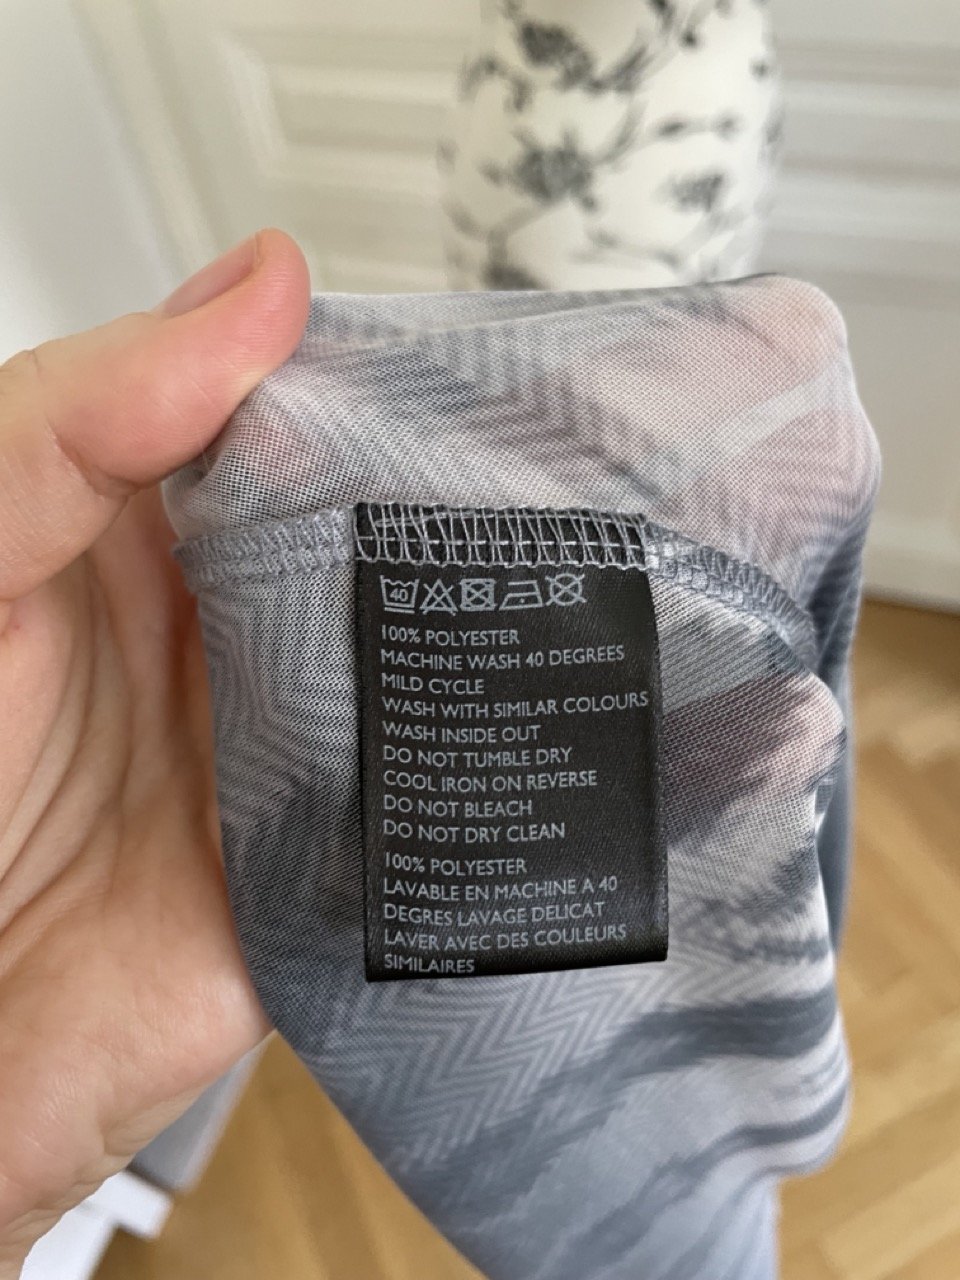 40
100% POLYESTER
MACHINE WASH 40 DEGREES
MILD CYCLE
WASH WITH SIMILAR COLOURS
WASH INSIDE OUT
DO NOT TUMBLE DRY
COOL IRON ON REVERSE
DO NOT BLEACH
DO NOT DRY CLEAN
100% POLYESTER
LAVABLE EN MACHINE A 40
DEGRES LAVAGE DELICAT
LAVER AVEC DES COULEURS
SIMILAIRES